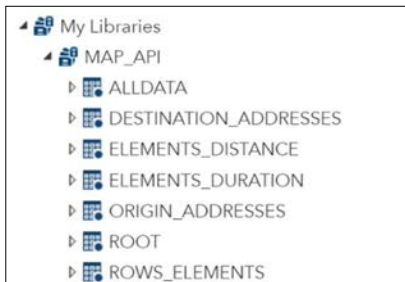 My Libraries
MAP_API
ALLDATA
DESTINATION_ADDRESSES
ELEMENTS_DISTANCE
ELEMENTS_DURATION
ORIGIN_ADDRESSES
ROOT
ROWS_ELEMENTS